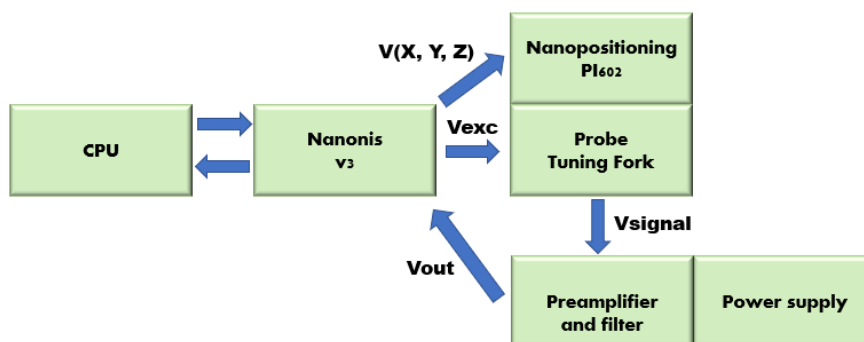 V(X, Y, Z)
Nanopositioning
PI602
CPU
Nanonis
V3
Vexc
Probe
Tuning Fork
Vsignal
Vout
Preamplifier
and filter
Power supply